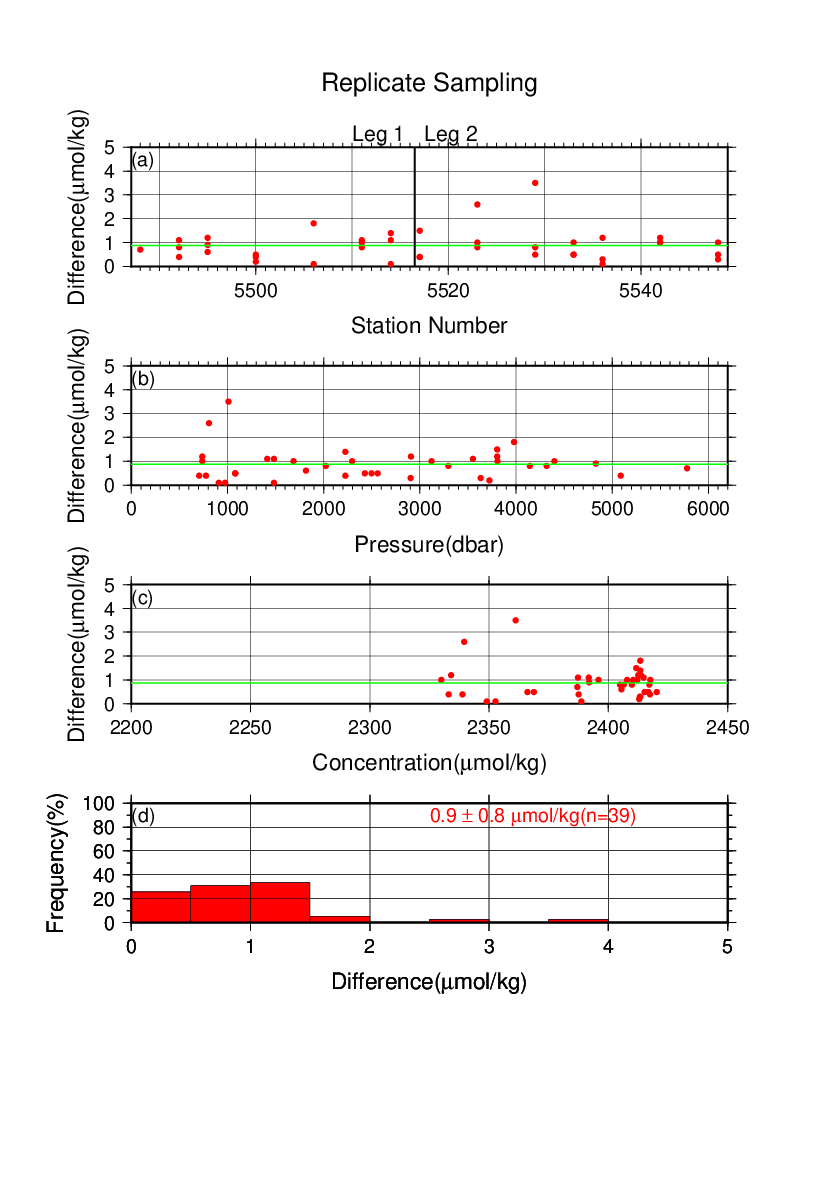 Replicate Sampling
Leg 1 Leg 2
Difference(μmol/kg)
(a)
5
4
3
2
1
0
5500 5520 5540
Station Number
Difference(μmol/kg)
(b)
5
4
3
2
1
0
0 1000 2000 3000 4000 5000 6000
Pressure(dbar)
Difference(μmol/kg)
(c)
5
4
3
2
1
0
2200 2250 2300 2350 2400 2450
Concentration(μmol/kg)
Frequency(%)
(d)
0.9 ± 0.8 μmol/kg(n=39)
100
80
60
40
20
0
0 1 2 3 4 5
Difference(μmol/kg)